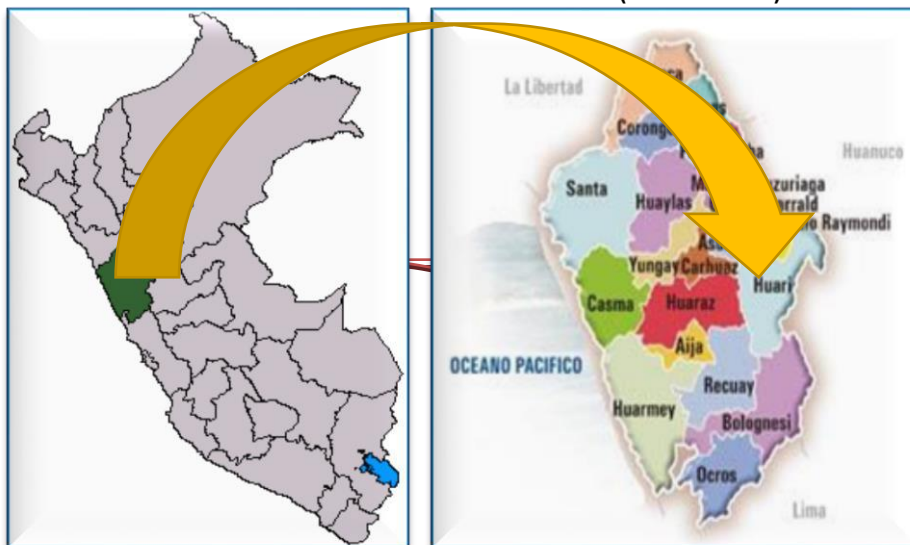 La Libertad
Corongo
Huanuco
Santa
Huaylas
Raymondi
Yungay
Carhuaz
Huari
Casma
Huaraz
Aija
OCEANO PACIFICO
Recuay
Huarmey
Bolognesi
Ocros
Lima